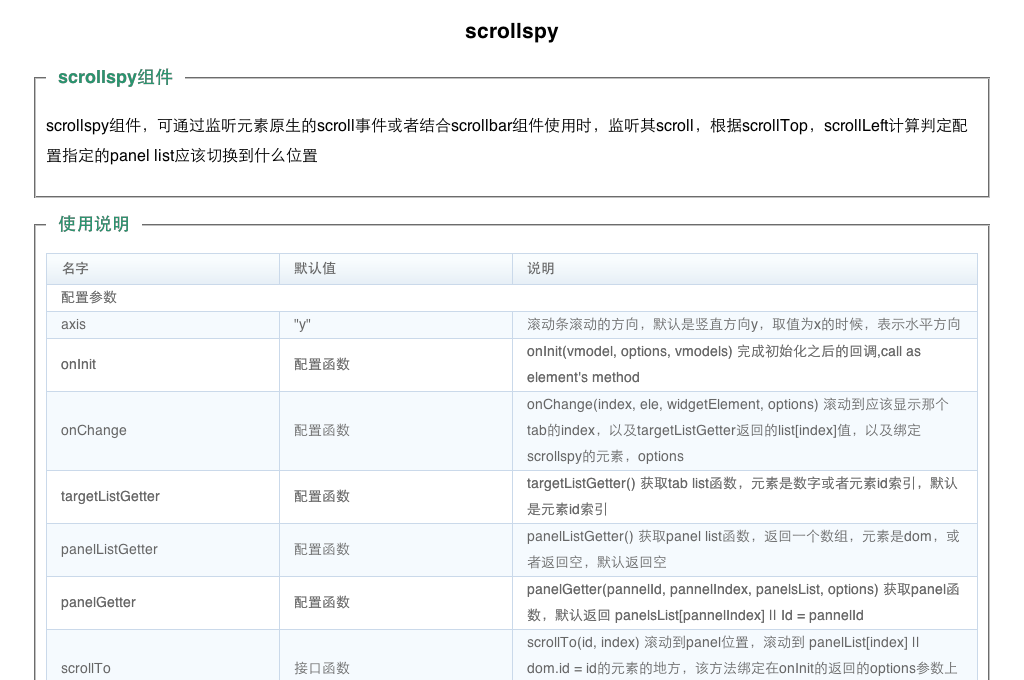 scrollspy
scrollspy组件
scrollspy组件，可通过监听元素原生的scroll事件或者结合scrollbar组件使用时，监听其scroll，根据scrollTop，scrollLeft计算判定配
置指定的panel list应该切换到什么位置
使用说明
名字 默认值 说明
配置参数
axis "y" 滚动条滚动的方向，默认是竖直方向y，取值为x的时候，表示水平方向
onInit 配置函数 onInit(vmodel, options, vmodels) 完成初始化之后的回调,call as
element's method
onChange 配置函数 onChange(index, ele, widgetElement, options) 滚动到应该显示那个
tab的index，以及targetListGetter返回的list[index]值，以及绑定
scrollspy的元素，options
targetListGetter 配置函数 targetListGetter() 获取tab list函数，元素是数字或者元素id索引，默认
是元素id索引
panelListGetter 配置函数 panelListGetter() 获取panel list函数，返回一个数组，元素是dom，或
者返回空，默认返回空
panelGetter 配置函数 panelGetter(pannelId, pannelIndex, panelsList, options) 获取panel函
数，默认返回 panelsList[pannelIndex] || Id = pannelId
scrollTo 接口函数 scrollTo(id, index) 滚动到panel位置，滚动到 panelList[index] ||
dom.id = id的元素的地方，该方法绑定在onInit的返回的options参数上